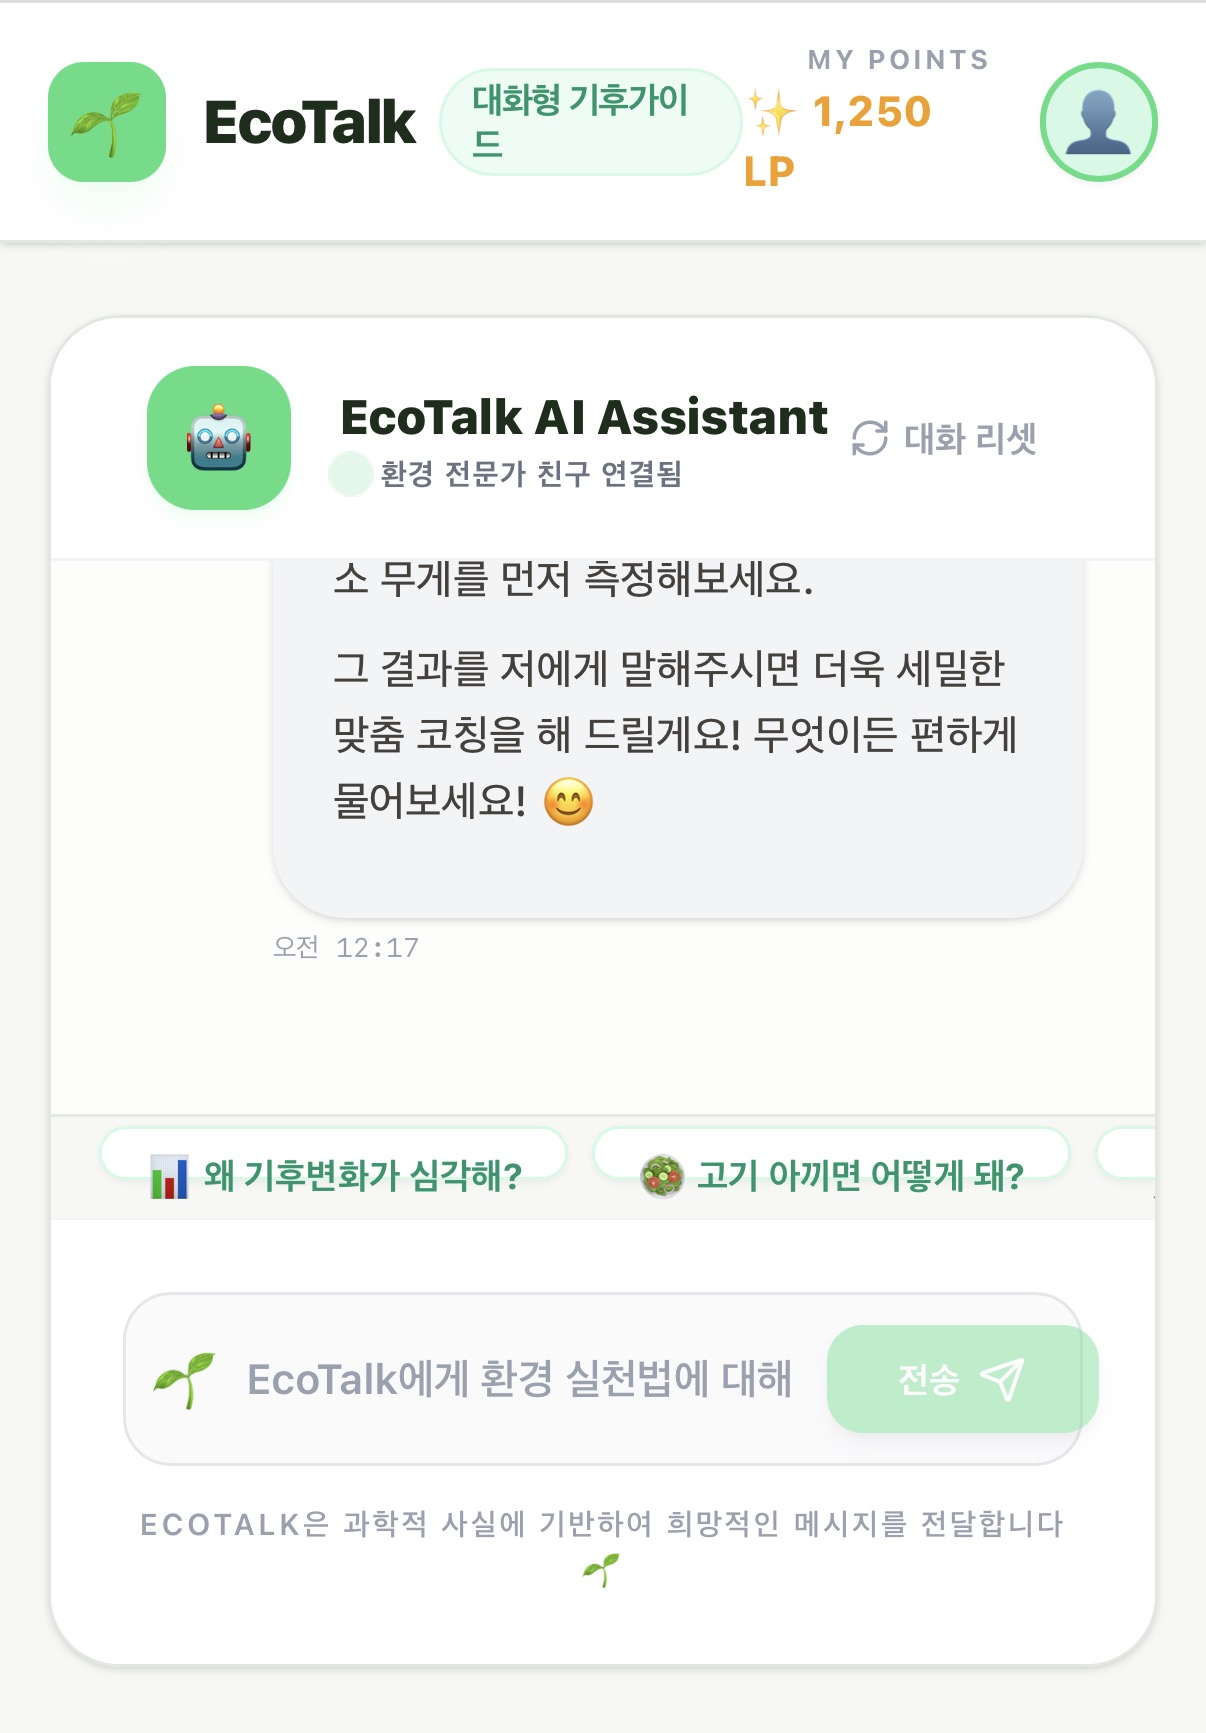 MY POINTS
EcoTalk
대화형 기후가이
드
✨ 1,250
LP
EcoTalk AI Assistant
환경 전문가 친구 연결됨
대화 리셋
소 무게를 먼저 측정해보세요.
그 결과를 저에게 말해주시면 더욱 세밀한
맞춤 코칭을 해 드릴게요! 무엇이든 편하게
물어보세요! 😊
오전 12:17
📊 왜 기후변화가 심각해?
🥗 고기 아끼면 어떻게 돼?
🌱 EcoTalk에게 환경 실천법에 대해
전송
ECOTALK은 과학적 사실에 기반하여 희망적인 메시지를 전달합니다
🌱